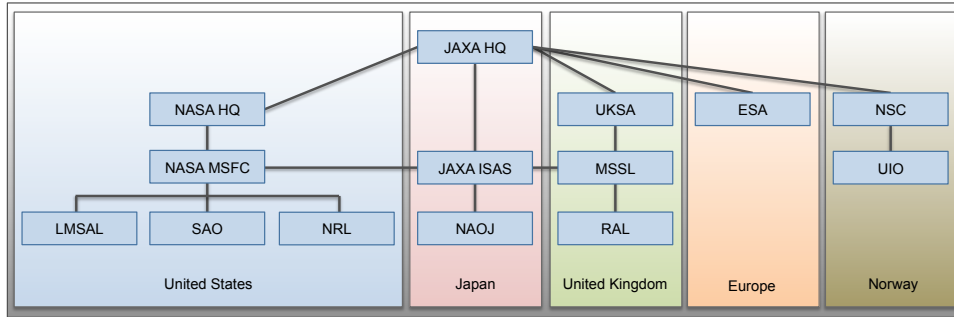 JAXA HQ
NASA HQ
UKSA
ESA
NSC
NASA MSFC
JAXA ISAS
MSSL
UIO
LMSAL
SAO
NRL
NAOJ
RAL
United States
Japan
United Kingdom
Europe
Norway